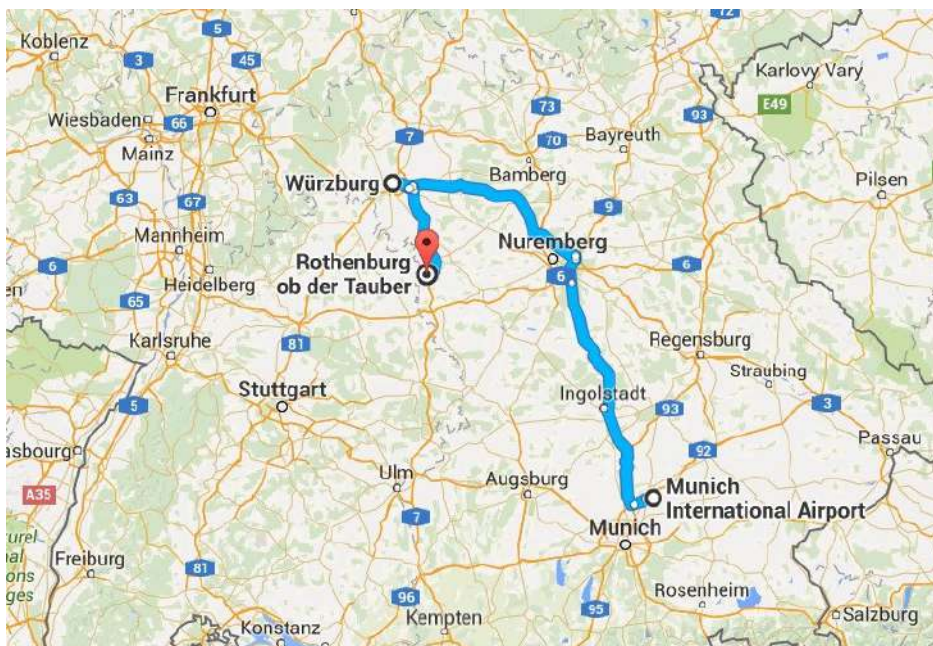 5
72
Koblenz
3
45
Frankfurt
Karlovy Vary
E49
93
Wiesbaden
66
73
7
70
Bayreuth
Mainz
Bamberg
Würzburg
Pilsen
63
67
9
Mannheim
Nuremberg
6
Rothenburg
ob der Tauber
6
6
Heidelberg
65
Karlsruhe
81
Regensburg
Straubing
Stuttgart
Ingolstadt
5
93
3
asbourg
92
Passau
Ulm
Augsburg
A35
Munich
International Airport
7
Munich
Freiburg
81
ges
96
Rosenheim
95
Kempten
Salzburg
Konstanz